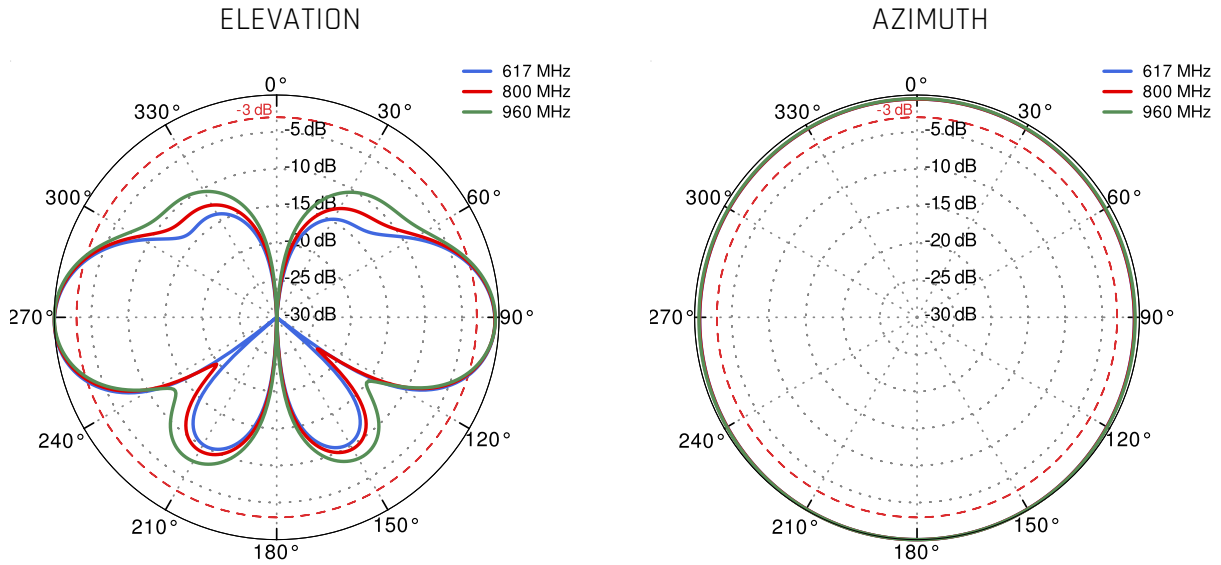 ELEVATION
617 MHz
800 MHz
960 MHz
0°
330°
30°
-3 dB
-5 dB
-10 dB
300°
60°
-15 dB
-20 dB
-25 dB
270°
-30 dB
90°
240°
120°
210°
150°
180°
AZIMUTH
617 MHz
800 MHz
960 MHz
0°
330°
30°
-3 dB
-5 dB
-10 dB
300°
60°
-15 dB
-20 dB
-25 dB
270°
-30 dB
90°
240°
120°
210°
150°
180°